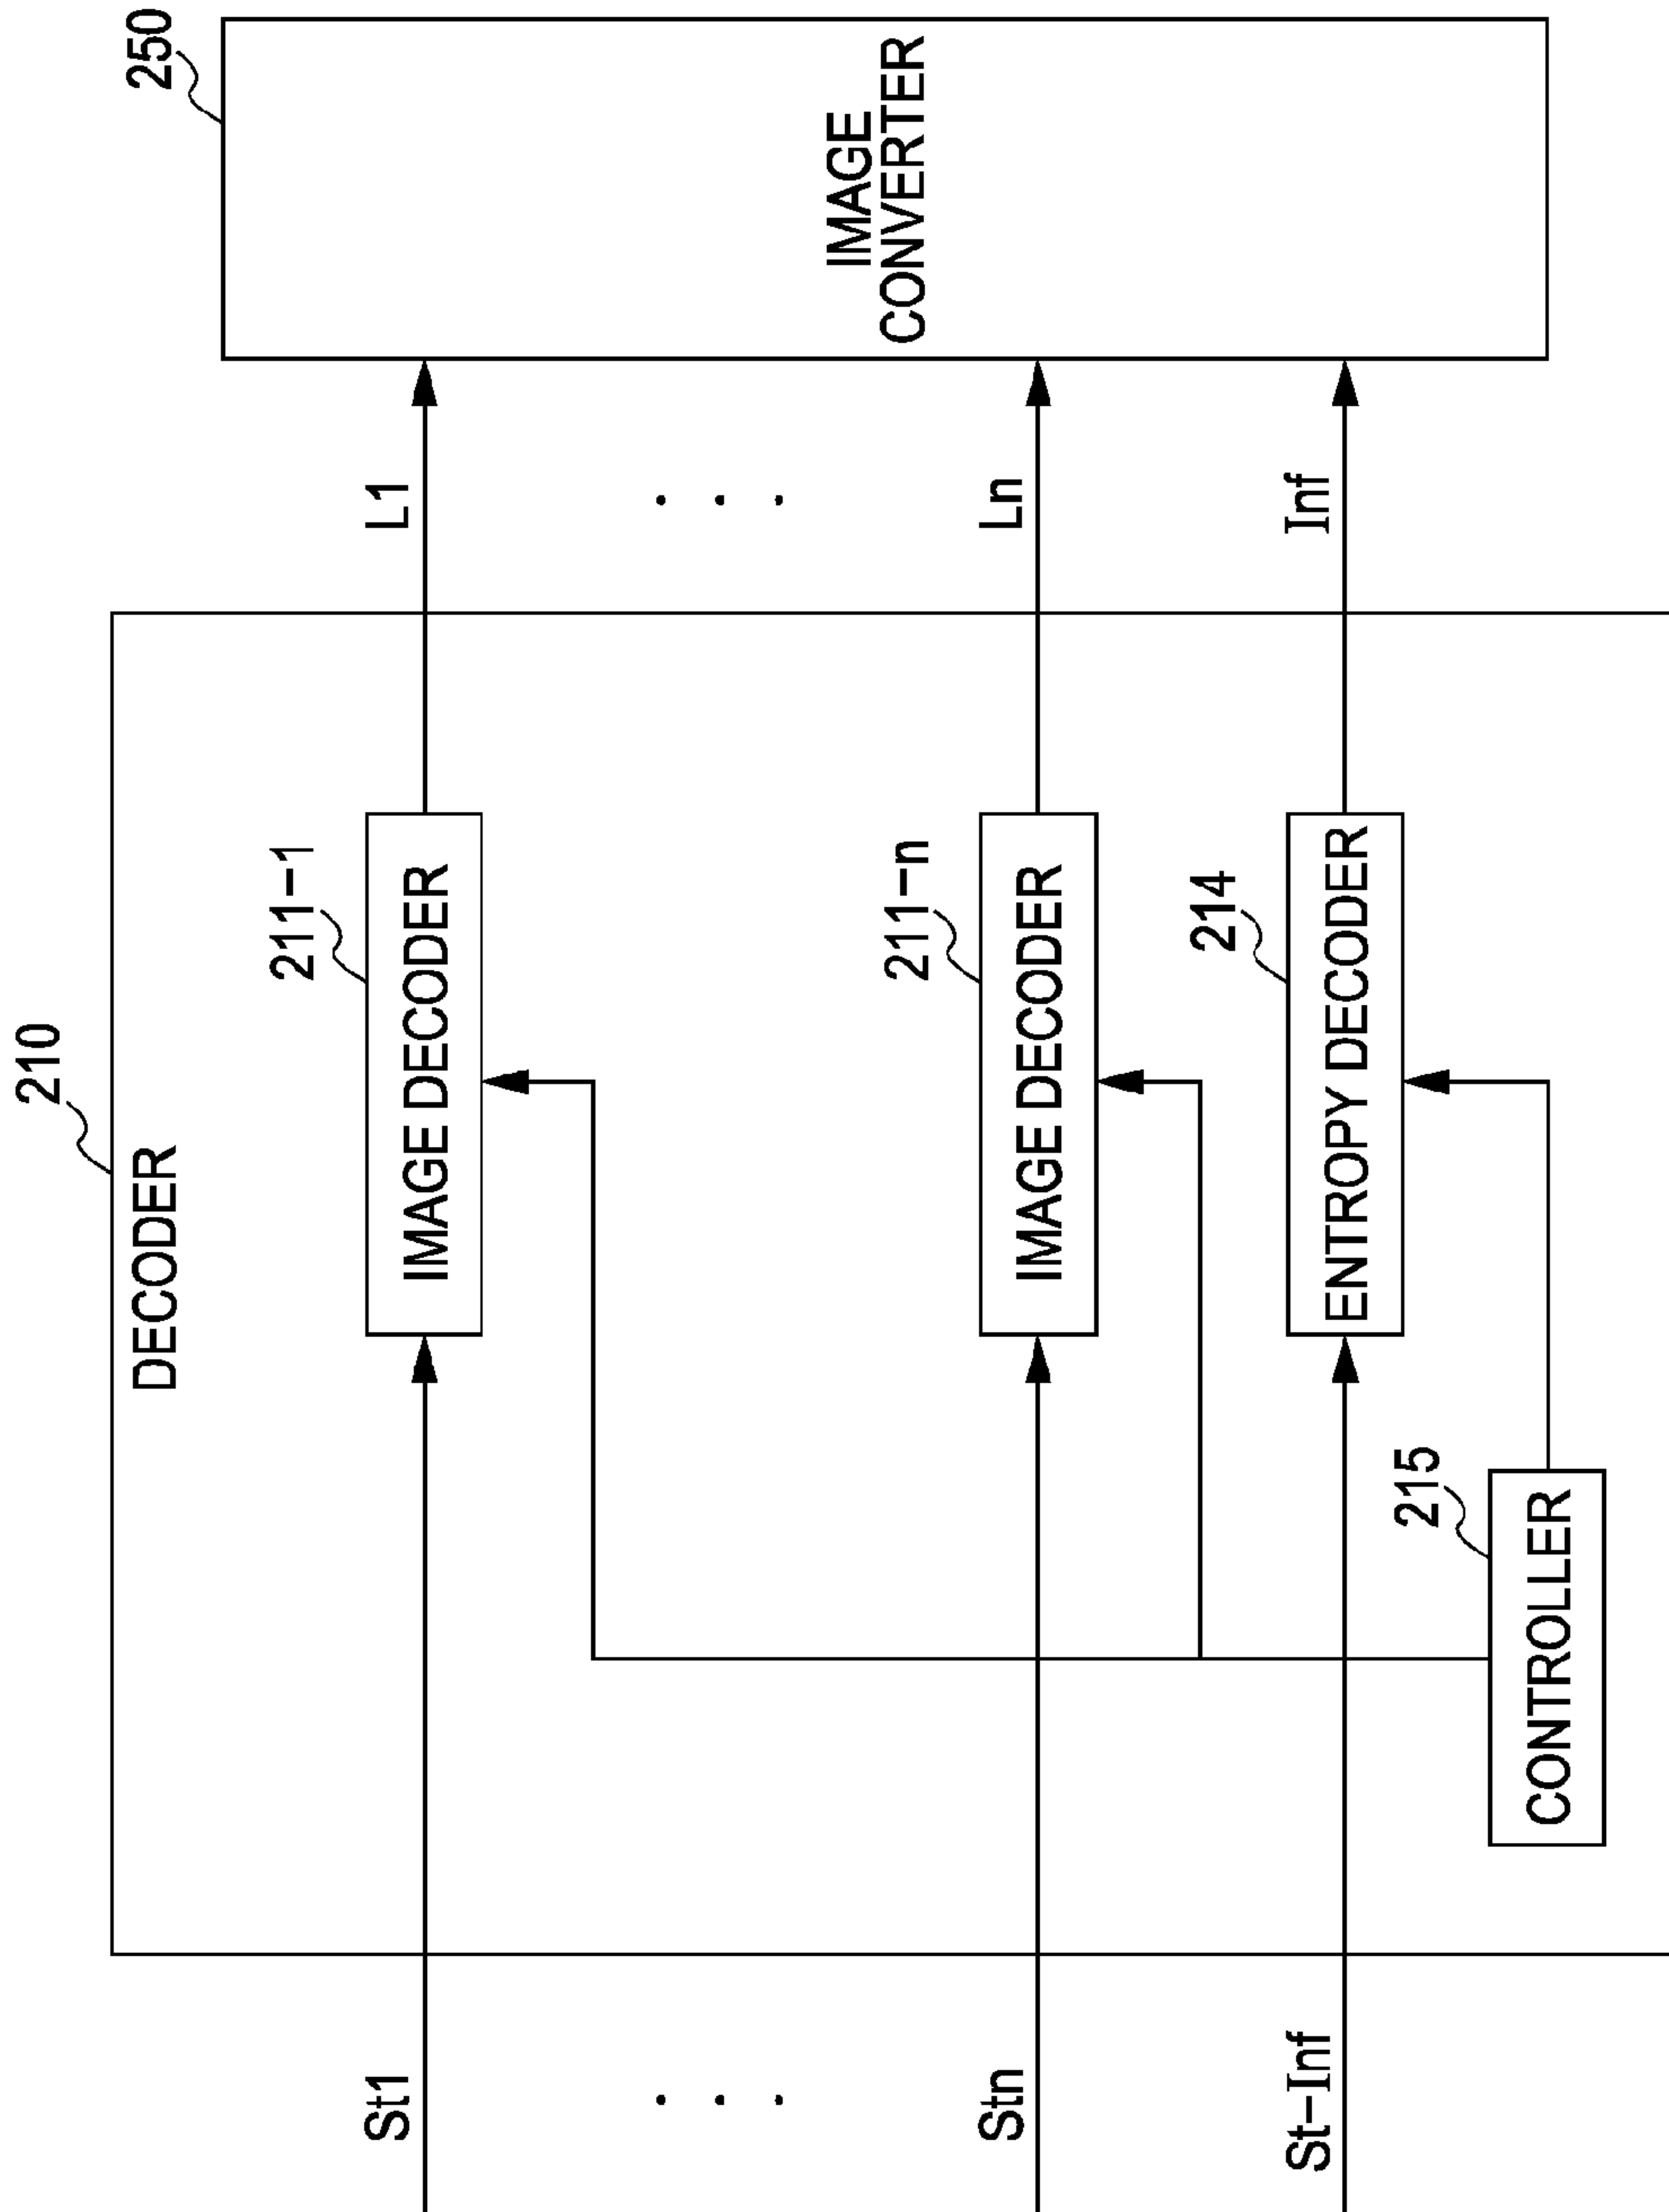 210
DECODER
250
211-1
St1
IMAGE DECODER
L1
. . .
. . .
IMAGE
CONVERTER
211-n
Stn
IMAGE DECODER
Ln
214
St-Inf
ENTROPY DECODER
Inf
215
CONTROLLER